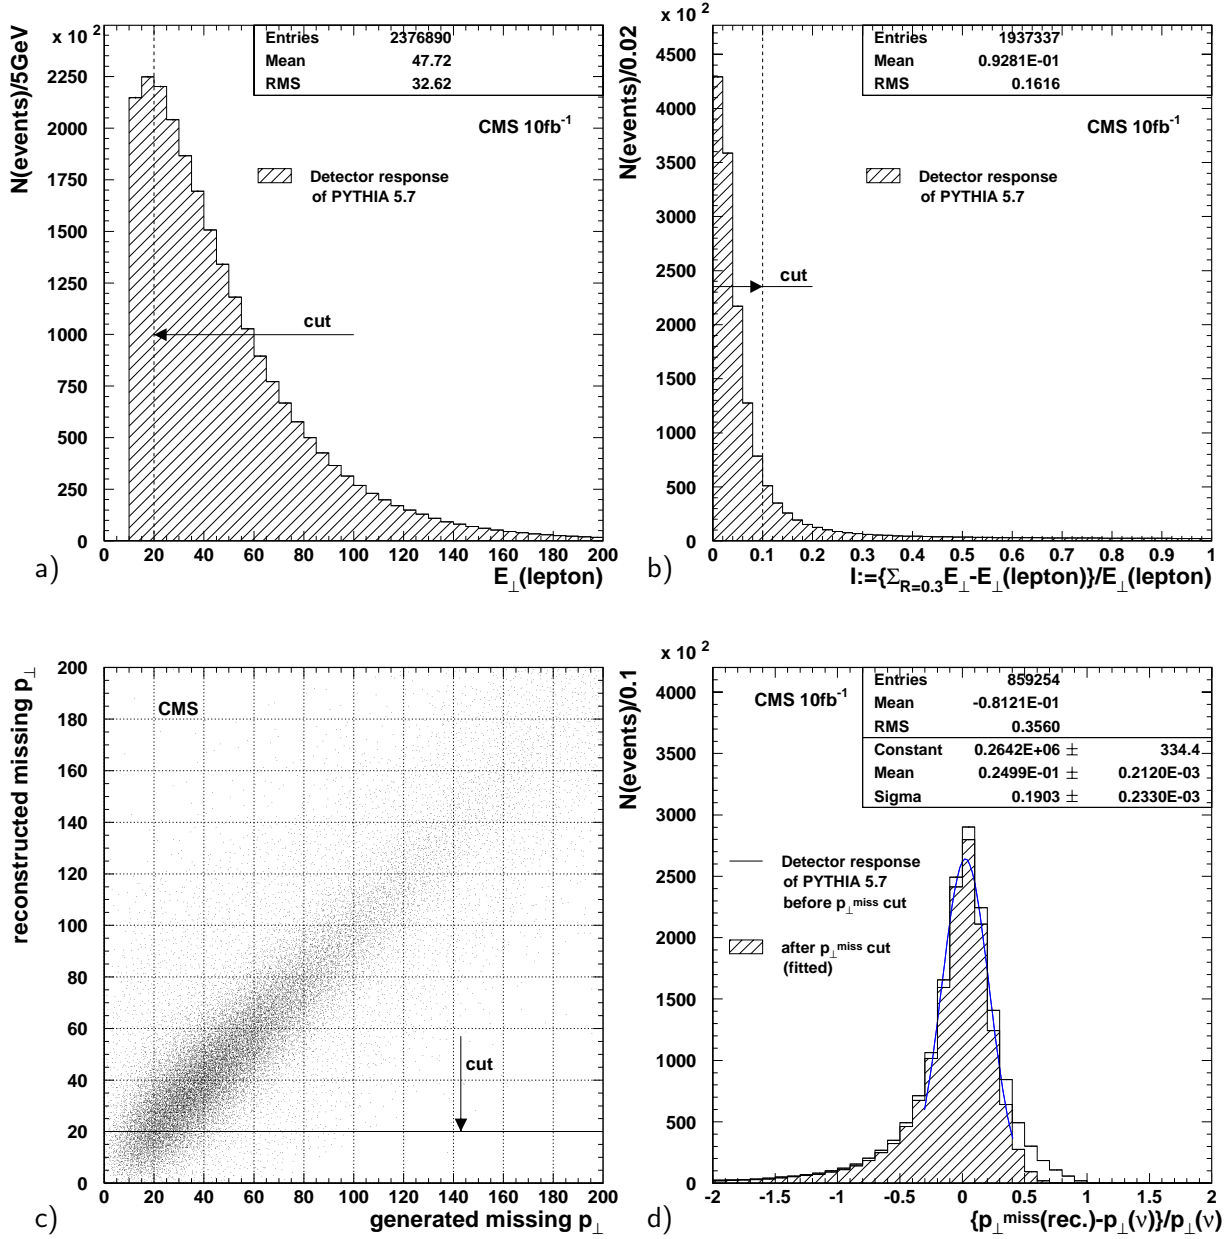 x 10 2
N(events)/5GeV
Entries 2376890
Mean 47.72
RMS 32.62
CMS 10fb-1
Detector response
of PYTHIA 5.7
cut
2250
2000
1750
1500
1250
1000
750
500
250
0
0 20 40 60 80 100 120 140 160 180 200
E⊥(lepton)
a)
x 10 2
N(events)/0.02
Entries 1937337
Mean 0.9281E-01
RMS 0.1616
CMS 10fb-1
Detector response
of PYTHIA 5.7
cut
4500
4000
3500
3000
2500
2000
1500
1000
500
0
0 0.1 0.2 0.3 0.4 0.5 0.6 0.7 0.8 0.9 1
I:={ΣR=0.3E⊥-E⊥(lepton)}/E⊥(lepton)
b)
reconstructed missing p⊥
CMS
cut
200
180
160
140
120
100
80
60
40
20
0
0 20 40 60 80 100 120 140 160 180 200
generated missing p⊥
c)
x 10 2
N(events)/0.1
CMS 10fb-1
Entries 859254
Mean -0.8121E-01
RMS 0.3560
Constant 0.2642E+06 ± 334.4
Mean 0.2499E-01 ± 0.2120E-03
Sigma 0.1903 ± 0.2330E-03
Detector response
of PYTHIA 5.7
before p⊥miss cut
after p⊥miss cut
(fitted)
4000
3500
3000
2500
2000
1500
1000
500
0
-2 -1.5 -1 -0.5 0 0.5 1 1.5 2
{p⊥miss(rec.)-p⊥(ν)}/p⊥(ν)
d)